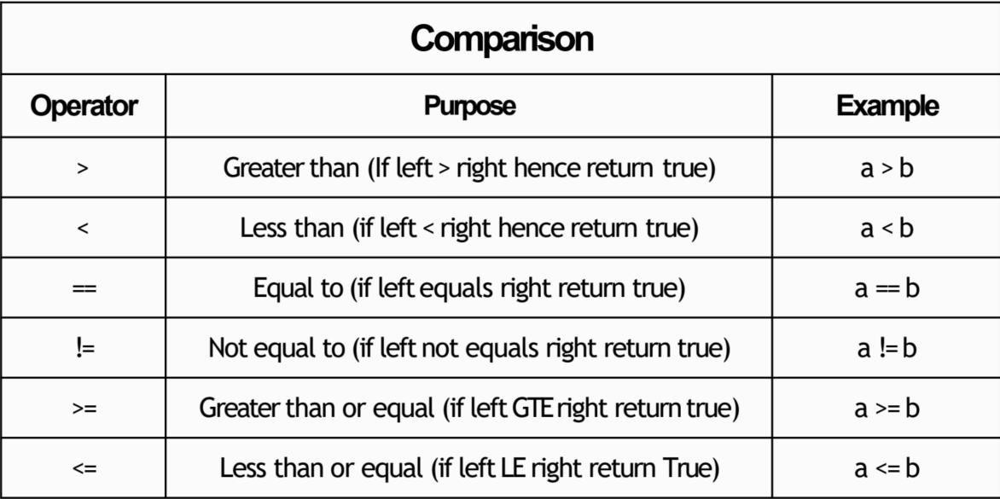 Comparison
Operator Purpose Example
> Greater than (If left > right hence return true) a > b
< Less than (if left < right hence return true) a < b
== Equal to (if left equals right return true) a == b
!= Not equal to (if left not equals right return true) a != b
>= Greater than or equal (if left GTE right return true) a >= b
<= Less than or equal (if left LE right return True) a <= b